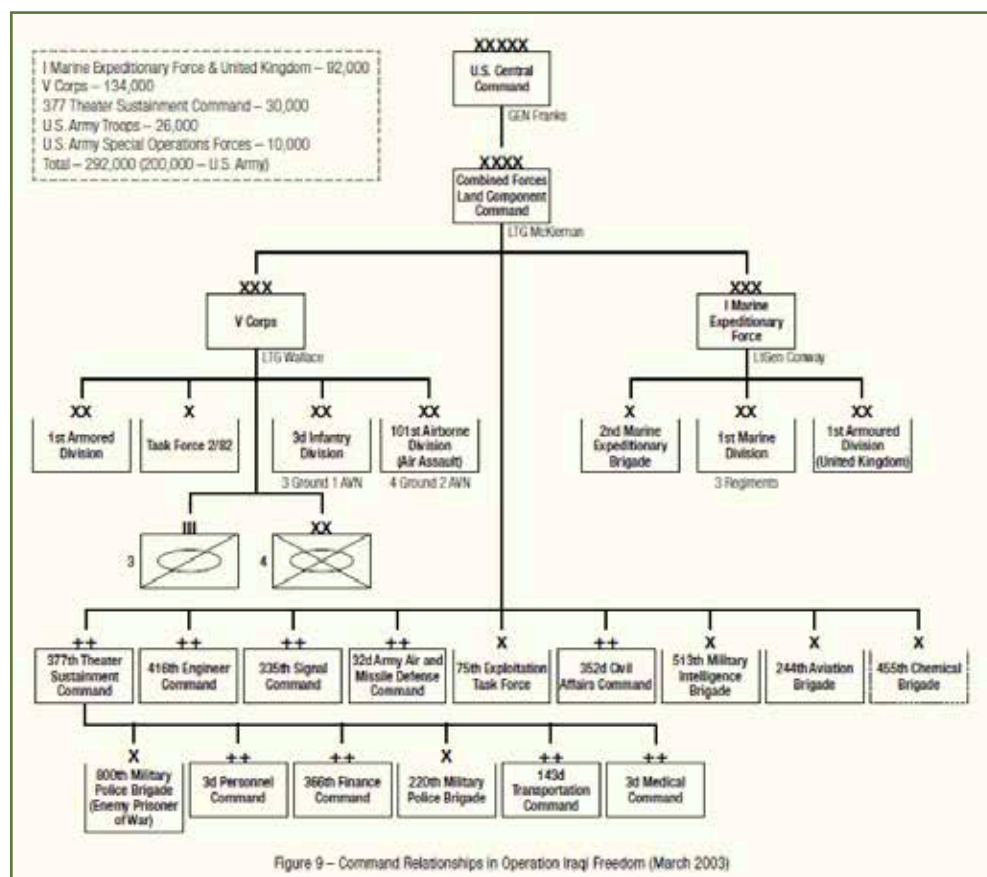 I Marine Expeditionary Force & United Kingdom – 92,000
V Corps – 134,000
377 Theater Sustainment Command – 30,000
U.S. Army Troops – 26,000
U.S. Army Special Operations Forces – 10,000
Total – 292,000 (200,000 – U.S. Army)
XXXXX
U.S. Central
Command
GEN Franks
XXXX
Combined Forces
Land Component
Command
LTG McKiernan
XXX
V Corps
LTG Wallace
XXX
I Marine
Expeditionary
Force
LtGen Conway
XX
1st Armored
Division
X
Task Force 2/82
XX
3d Infantry
Division
3 Ground 1 AVN
XX
101st Airborne
Division
(Air Assault)
4 Ground 2 AVN
X
2nd Marine
Expeditionary
Brigade
XX
1st Marine
Division
3 Regiments
XX
1st Armoured
Division
(United Kingdom)
III
3
XX
4
++
377th Theater
Sustainment
Command
++
416th Engineer
Command
++
335th Signal
Command
++
32d Army Air and
Missile Defense
Command
X
75th Exploitation
Task Force
++
352d Civil
Affairs Command
X
513th Military
Intelligence
Brigade
X
244th Aviation
Brigade
X
455th Chemical
Brigade
X
800th Military
Police Brigade
(Enemy Prisoner
of War)
++
3d Personnel
Command
++
366th Finance
Command
X
220th Military
Police Brigade
++
143d
Transportation
Command
++
3d Medical
Command
Figure 9 – Command Relationships in Operation Iraqi Freedom (March 2003)